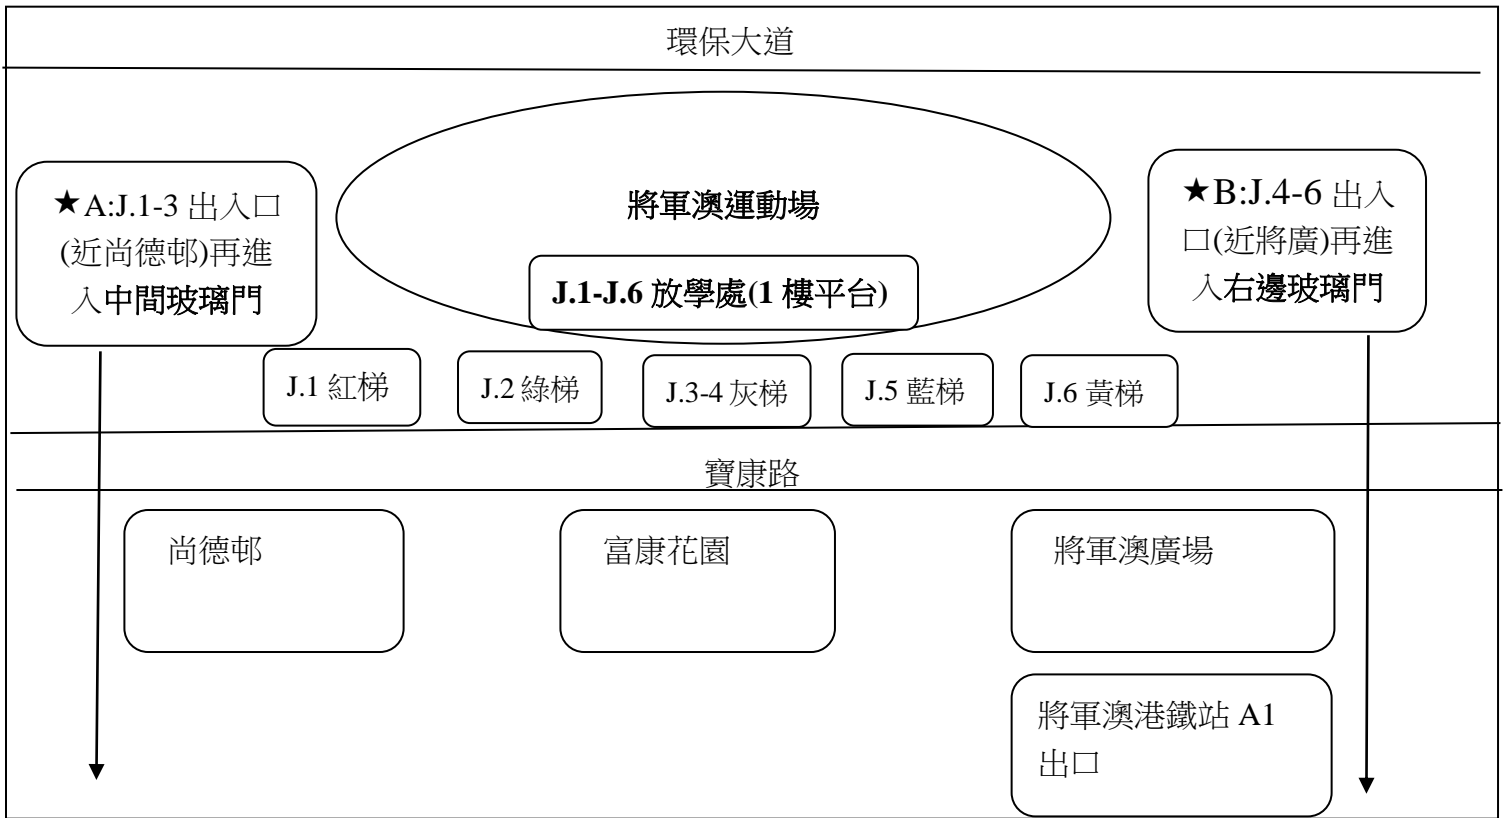 環保大道
★A:J.1-3 出入口
(近尚德邨)再進
入中間玻璃門
將軍澳運動場
J.1-J.6 放學處(1 樓平台)
★B:J.4-6 出入
口(近將廣)再進
入右邊玻璃門
J.1 紅梯
J.2 綠梯
J.3-4 灰梯
J.5 藍梯
J.6 黃梯
寶康路
尚德邨
富康花園
將軍澳廣場
將軍澳港鐵站 A1
出口